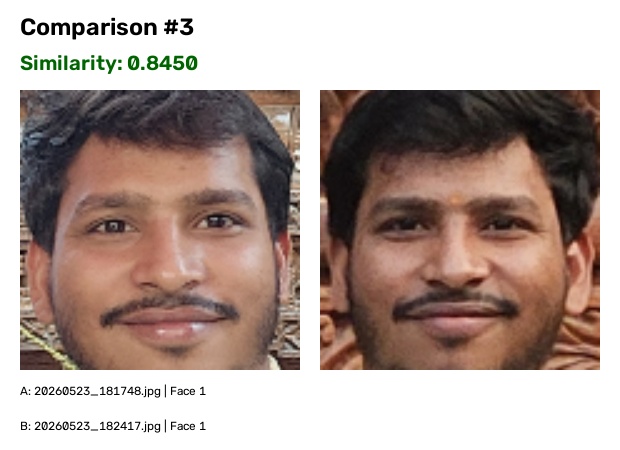 Comparison #3
Similarity: 0.8450
A: 20260523_181748.jpg | Face 1
B: 20260523_182417.jpg | Face 1